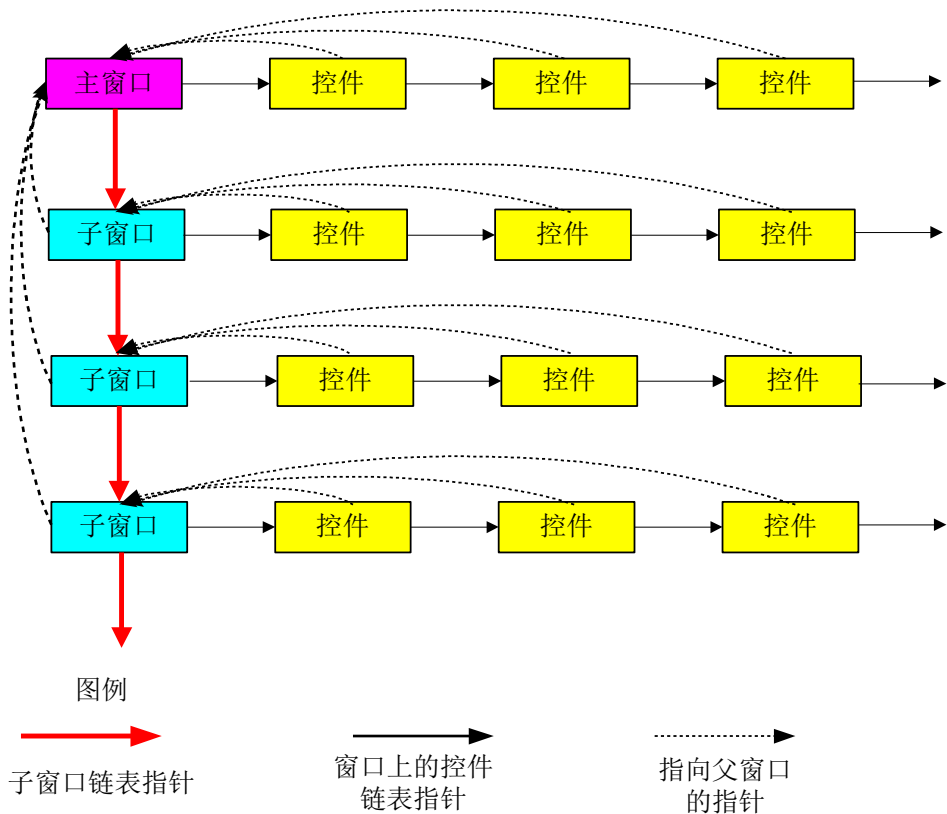 主窗口 控件 控件 控件
子窗口 控件 控件 控件
子窗口 控件 控件 控件
子窗口 控件 控件 控件
图例
子窗口链表指针
窗口上的控件
链表指针
指向父窗口
的指针